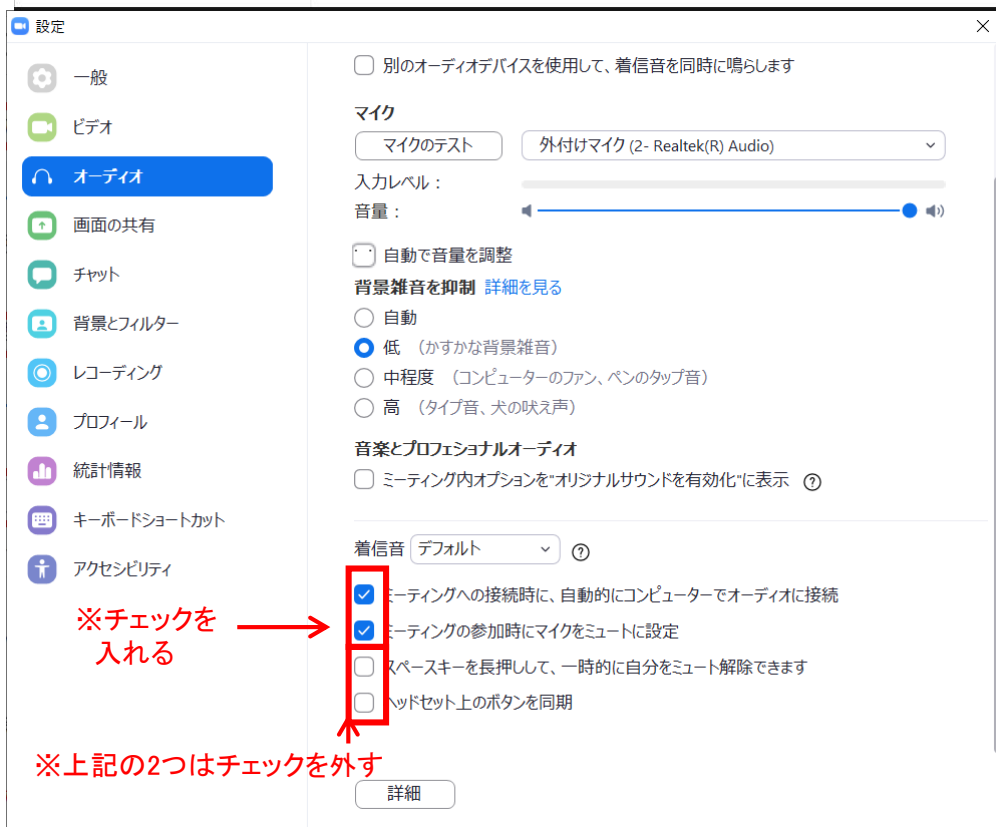 設定
一般
ビデオ
オーディオ
画面の共有
チャット
背景とフィルター
レコーディング
プロフィール
統計情報
キーボードショートカット
アクセシビリティ
別のオーディオデバイスを使用して、着信音を同時に鳴らします
マイク
マイクのテスト 外付けマイク (2- Realtek(R) Audio)
入力レベル：
音量：
自動で音量を調整
背景雑音を抑制 詳細を見る
自動
低 （かすかな背景雑音）
中程度 （コンピューターのファン、ペンのタップ音）
高 （タイプ音、犬の吠え声）
音楽とプロフェショナルオーディオ
ミーティング内オプションを"オリジナルサウンドを有効化"に表示
着信音 デフォルト
ミーティングへの接続時に、自動的にコンピューターでオーディオに接続
ミーティングの参加時にマイクをミュートに設定
スペースキーを長押しして、一時的に自分をミュート解除できます
ヘッドセット上のボタンを同期
※チェックを
入れる
※上記の2つはチェックを外す
詳細